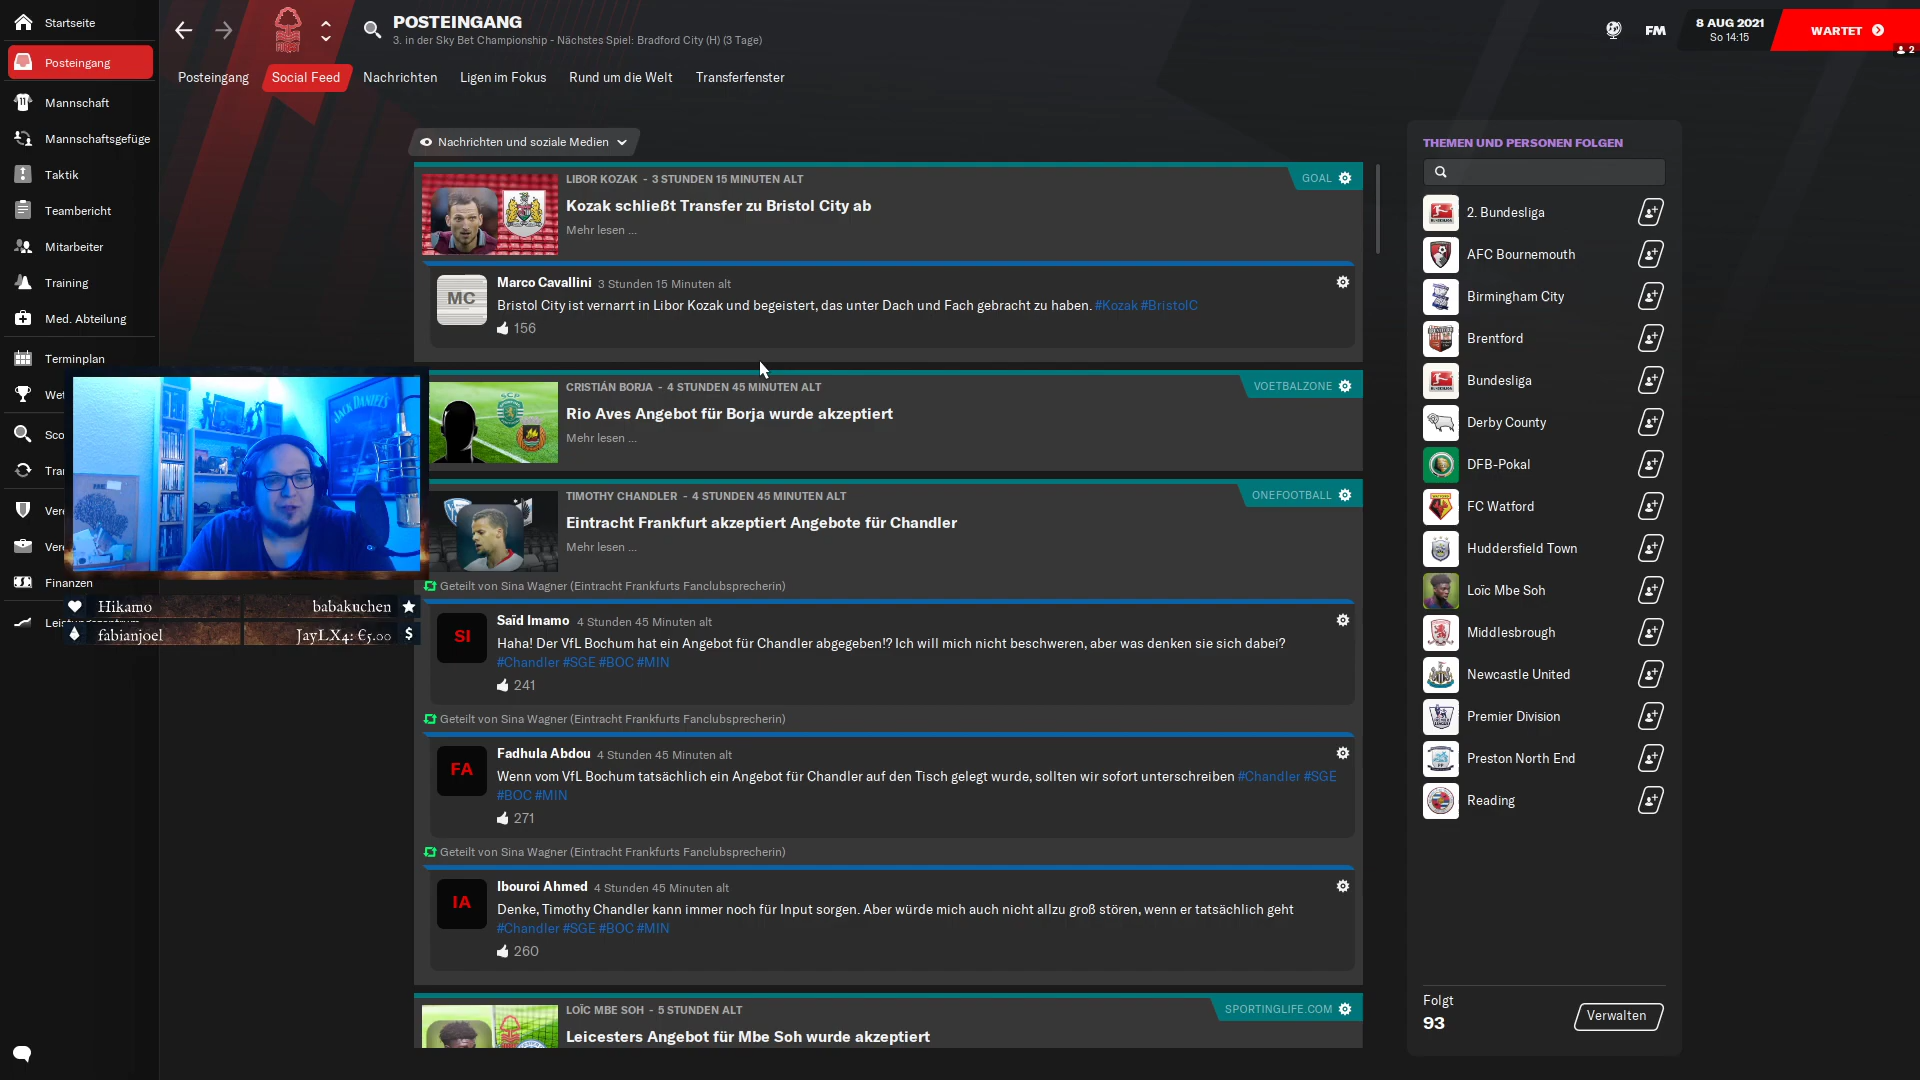 Startseite
Posteingang
Mannschaft
Mannschaftsgefüge
Taktik
Teambericht
Mitarbeiter
Training
Med. Abteilung
Terminplan
Finanzen
POSTEINGANG
3. in der Sky Bet Championship - Nächstes Spiel: Bradford City (H) (3 Tage)
FM
8 AUG 2021
So 14:15
WARTET
2
Posteingang
Social Feed
Nachrichten
Ligen im Fokus
Rund um die Welt
Transferfenster
Nachrichten und soziale Medien
LIBOR KOZAK - 3 STUNDEN 15 MINUTEN ALT
GOAL
Kozak schließt Transfer zu Bristol City ab
Mehr lesen ...
MC
Marco Cavallini 3 Stunden 15 Minuten alt
Bristol City ist vernarrt in Libor Kozak und begeistert, das unter Dach und Fach gebracht zu haben. #Kozak #BristolC
156
CRISTIÁN BORJA - 4 STUNDEN 45 MINUTEN ALT
VOETBALZONE
Rio Aves Angebot für Borja wurde akzeptiert
Mehr lesen ...
TIMOTHY CHANDLER - 4 STUNDEN 45 MINUTEN ALT
ONEFOOTBALL
Eintracht Frankfurt akzeptiert Angebote für Chandler
Mehr lesen ...
Geteilt von Sina Wagner (Eintracht Frankfurts Fanclubsprecherin)
SI
Saïd Imamo 4 Stunden 45 Minuten alt
Haha! Der VfL Bochum hat ein Angebot für Chandler abgegeben!? Ich will mich nicht beschweren, aber was denken sie sich dabei?
#Chandler #SGE #BOC #MIN
241
Geteilt von Sina Wagner (Eintracht Frankfurts Fanclubsprecherin)
FA
Fadhula Abdou 4 Stunden 45 Minuten alt
Wenn vom VfL Bochum tatsächlich ein Angebot für Chandler auf den Tisch gelegt wurde, sollten wir sofort unterschreiben #Chandler #SGE
#BOC #MIN
271
Geteilt von Sina Wagner (Eintracht Frankfurts Fanclubsprecherin)
IA
Ibouroi Ahmed 4 Stunden 45 Minuten alt
Denke, Timothy Chandler kann immer noch für Input sorgen. Aber würde mich auch nicht allzu groß stören, wenn er tatsächlich geht
#Chandler #SGE #BOC #MIN
260
LOÏC MBE SOH - 5 STUNDEN ALT
SPORTINGLIFE.COM
Leicesters Angebot für Mbe Soh wurde akzeptiert
JACK DANIEL'S
Hikamo
babakuchen
fabianjoel
JayLX4: €5.00
THEMEN UND PERSONEN FOLGEN
2. Bundesliga
AFC Bournemouth
Birmingham City
Brentford
Bundesliga
Derby County
DFB-Pokal
FC Watford
Huddersfield Town
Loïc Mbe Soh
Middlesbrough
Newcastle United
Premier Division
Preston North End
Reading
Folgt
93
Verwalten